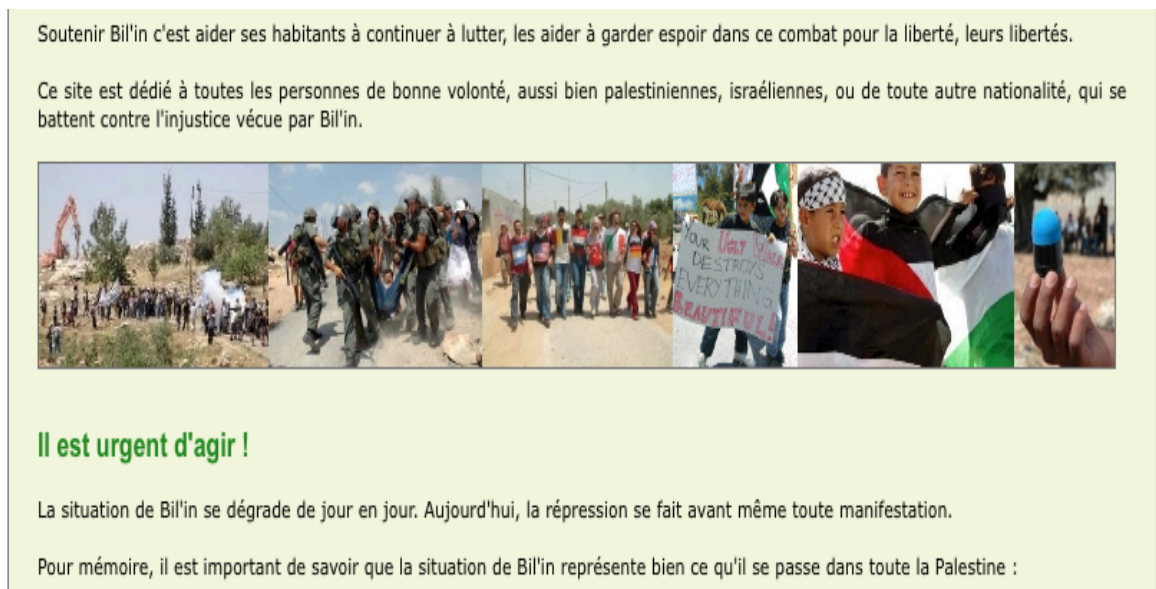 Soutenir Bil'in c'est aider ses habitants à continuer à lutter, les aider à garder espoir dans ce combat pour la liberté, leurs libertés.
Ce site est dédié à toutes les personnes de bonne volonté, aussi bien palestiniennes, israéliennes, ou de toute autre nationalité, qui se
battent contre l'injustice vécue par Bil'in.
YOUR UGLY
DESTROYS
EVERYTHING
BEAUTIFUL!
Il est urgent d'agir !
La situation de Bil'in se dégrade de jour en jour. Aujourd'hui, la répression se fait avant même toute manifestation.
Pour mémoire, il est important de savoir que la situation de Bil'in représente bien ce qu'il se passe dans toute la Palestine :